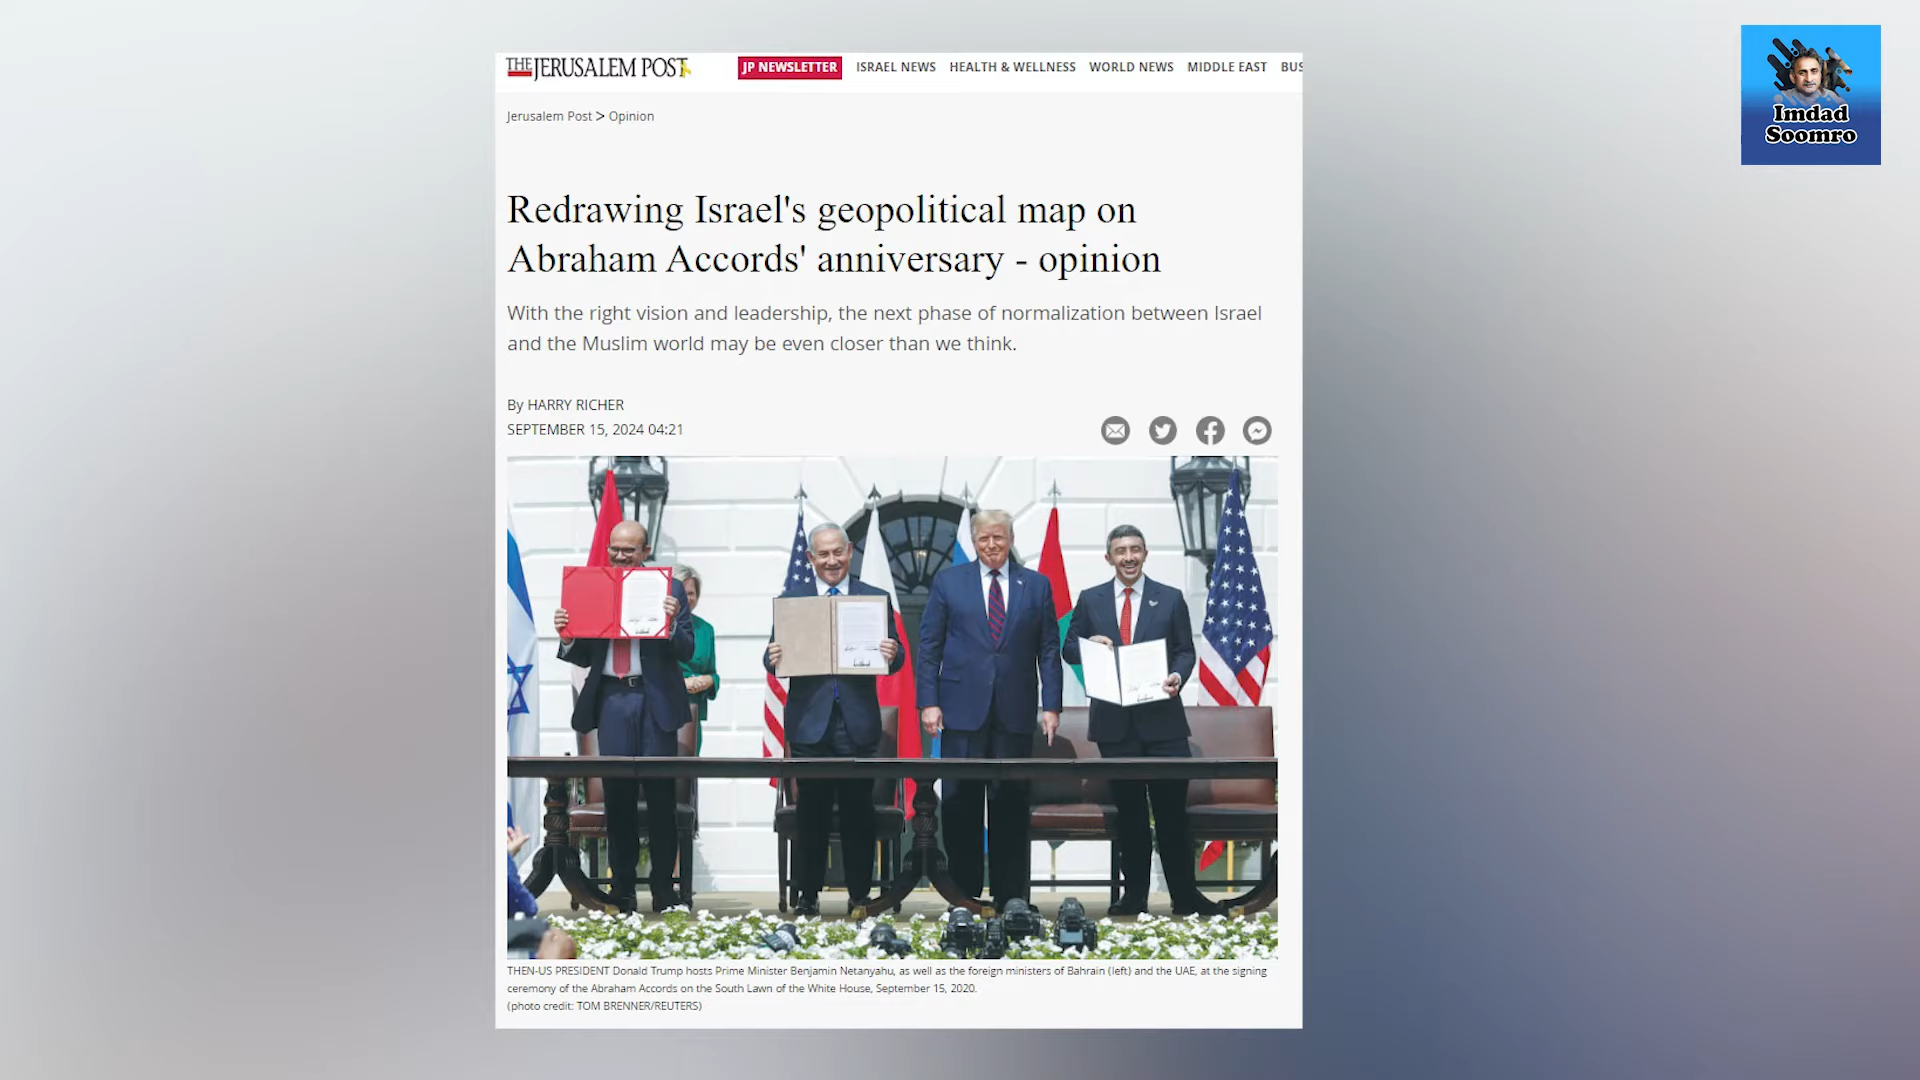 THE JERUSALEM POST
JP NEWSLETTER ISRAEL NEWS HEALTH & WELLNESS WORLD NEWS MIDDLE EAST BUS
Jerusalem Post > Opinion
Redrawing Israel's geopolitical map on
Abraham Accords' anniversary - opinion
With the right vision and leadership, the next phase of normalization between Israel
and the Muslim world may be even closer than we think.
By HARRY RICHER
SEPTEMBER 15, 2024 04:21
THEN-US PRESIDENT Donald Trump hosts Prime Minister Benjamin Netanyahu, as well as the foreign ministers of Bahrain (left) and the UAE, at the signing
ceremony of the Abraham Accords on the South Lawn of the White House, September 15, 2020.
(photo credit: TOM BRENNER/REUTERS)
Imdad
Soomro